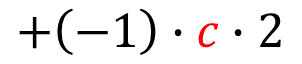 +(−1) · c · 2